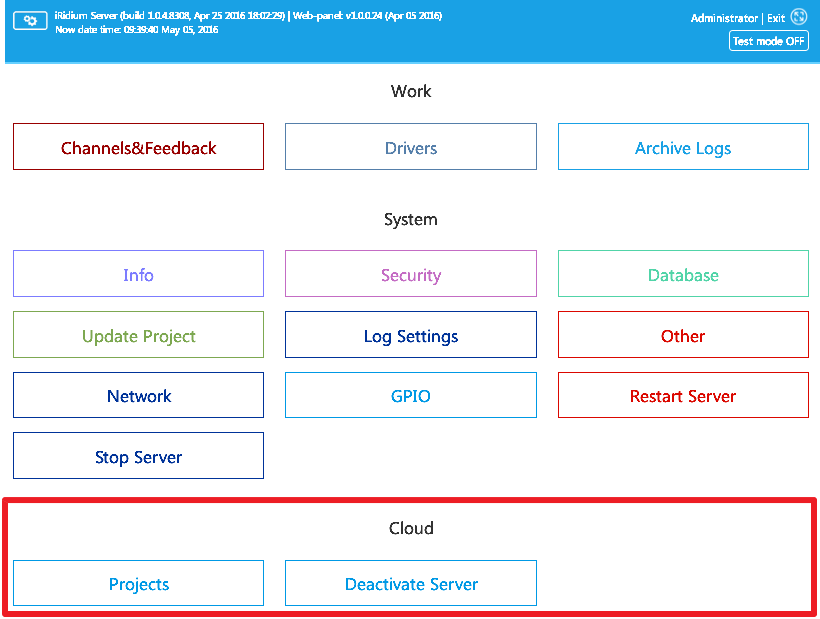 iRidium Server (build 1.0.4.8308, Apr 25 2016 18:02:29) | Web-panel: v1.0.0.24 (Apr 05 2016)
Now date time: 09:39:40 May 05, 2016
Administrator | Exit
Test mode OFF
Work
Channels&Feedback
Drivers
Archive Logs
System
Info
Security
Database
Update Project
Log Settings
Other
Network
GPIO
Restart Server
Stop Server
Cloud
Projects
Deactivate Server